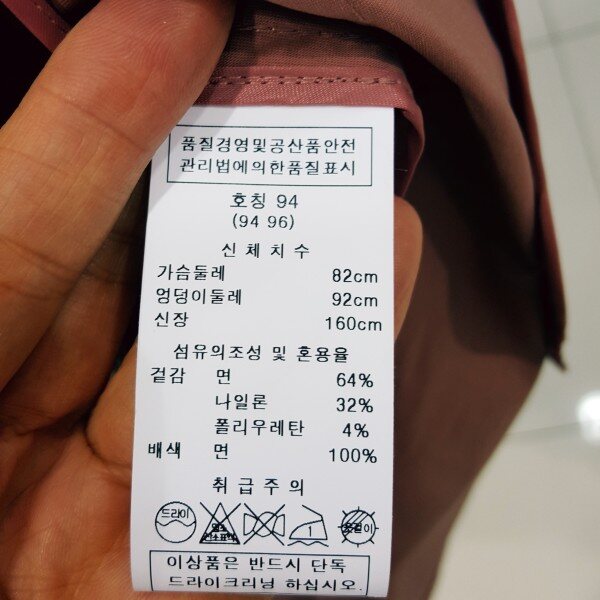 품질경영및공산품안전
관리법에의한품질표시
호칭 94
(94 96)
신체치수
가슴둘레 82cm
엉덩이둘레 92cm
신장 160cm
섬유의조성 및 혼용율
겉감 면 64%
나일론 32%
폴리우레탄 4%
배색 면 100%
취급주의
드라이 1
이상품은 반드시 단독
드라이크리닝 하십시오.